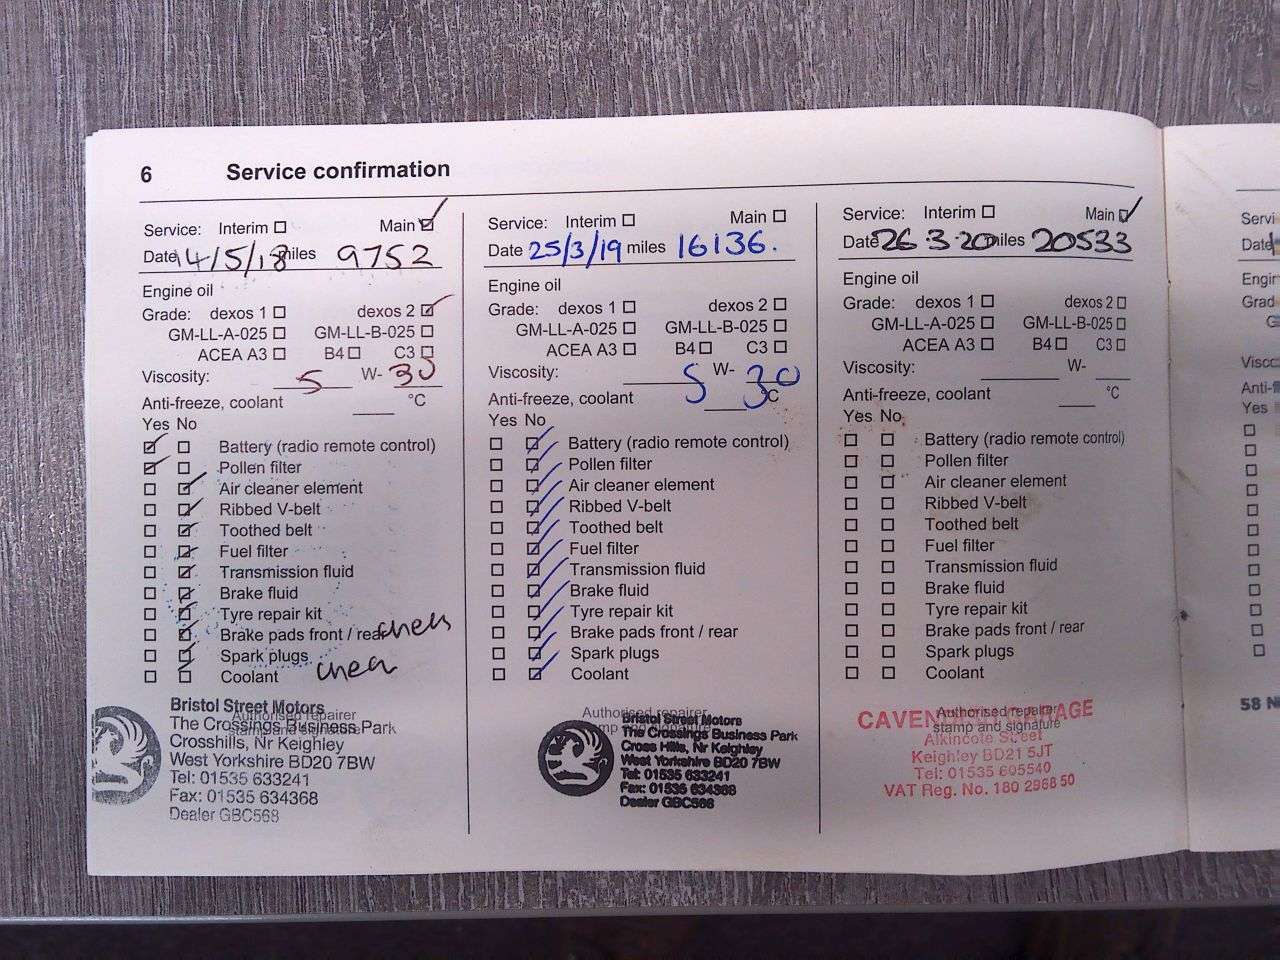 6 Service confirmation
Service: Interim Main
Date 14/5/18 miles 9752
Engine oil
Grade: dexos 1 dexos 2
GM-LL-A-025 GM-LL-B-025
ACEA A3 B4 C3
Viscosity: 5 W- 30
Anti-freeze, coolant °C
Yes No
Battery (radio remote control)
Pollen filter
Air cleaner element
Ribbed V-belt
Toothed belt
Fuel filter
Transmission fluid
Brake fluid
Tyre repair kit
Brake pads front / rear
Spark plugs
Coolant
Authorised repairer
stamp and signature
Bristol Street Motors
The Crossings Business Park
Crosshills, Nr Keighley
West Yorkshire BD20 7BW
Tel: 01535 633241
Fax: 01535 634368
Dealer GBC568
Service: Interim Main
Date 25/3/19 miles 16136.
Engine oil
Grade: dexos 1 dexos 2
GM-LL-A-025 GM-LL-B-025
ACEA A3 B4 C3
Viscosity: 5 W- 30
Anti-freeze, coolant °C
Yes No
Battery (radio remote control)
Pollen filter
Air cleaner element
Ribbed V-belt
Toothed belt
Fuel filter
Transmission fluid
Brake fluid
Tyre repair kit
Brake pads front / rear
Spark plugs
Coolant
Authorised repairer
Bristol Street Motors
The Crossings Business Park
Cross Hills, Nr Keighley
West Yorkshire BD20 7BW
Tel: 01535 633241
Fax: 01535 634368
Dealer GBC568
Service: Interim Main
Date 26·3·20 miles 20533
Engine oil
Grade: dexos 1 dexos 2
GM-LL-A-025 GM-LL-B-025
ACEA A3 B4 C3
Viscosity: W-
Anti-freeze, coolant °C
Yes No
Battery (radio remote control)
Pollen filter
Air cleaner element
Ribbed V-belt
Toothed belt
Fuel filter
Transmission fluid
Brake fluid
Tyre repair kit
Brake pads front / rear
Spark plugs
Coolant
Authorised repairer
stamp and signature
Alkincote Street
Keighley BD21 5JT
Tel: 01535 605540
VAT Reg. No. 180 2968 50
Date
Yes
58